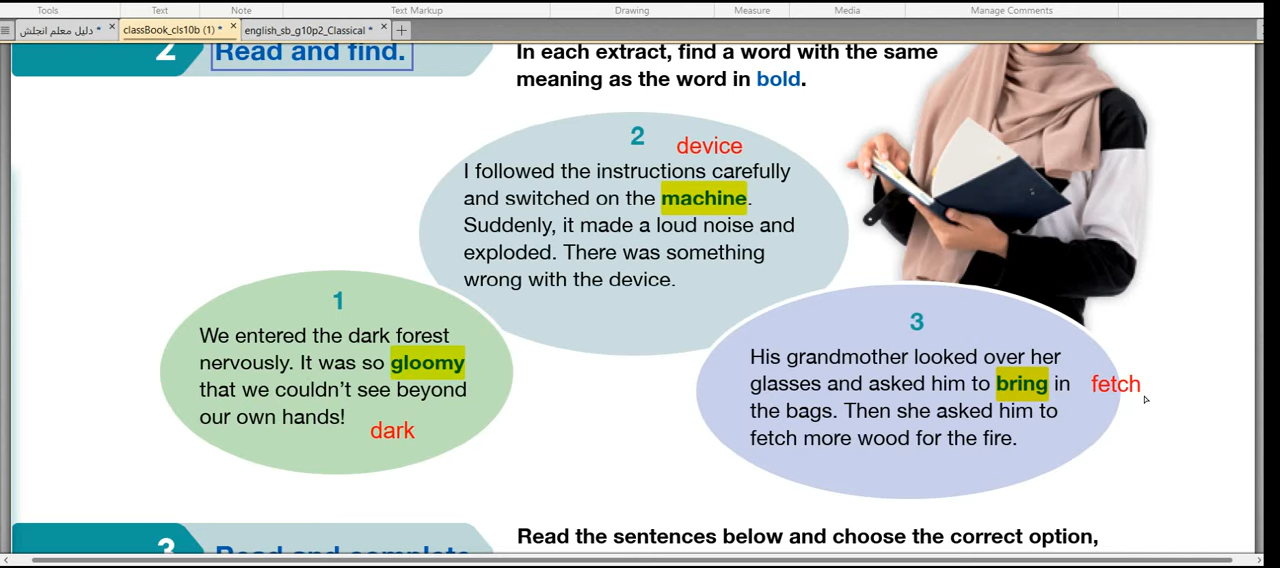 Tools Text Note Text Markup Drawing Measure Media Manage Comments
دليل معلم انجلش * classBook_cls10b (1) * english_sb_g10p2_Classical *
2 Read and find.
In each extract, find a word with the same
meaning as the word in bold.
2
device
I followed the instructions carefully
and switched on the machine.
Suddenly, it made a loud noise and
exploded. There was something
wrong with the device.
1
We entered the dark forest
nervously. It was so gloomy
that we couldn't see beyond
our own hands!
dark
3
His grandmother looked over her
glasses and asked him to bring in
fetch
the bags. Then she asked him to
fetch more wood for the fire.
3 Read and complete
Read the sentences below and choose the correct option,